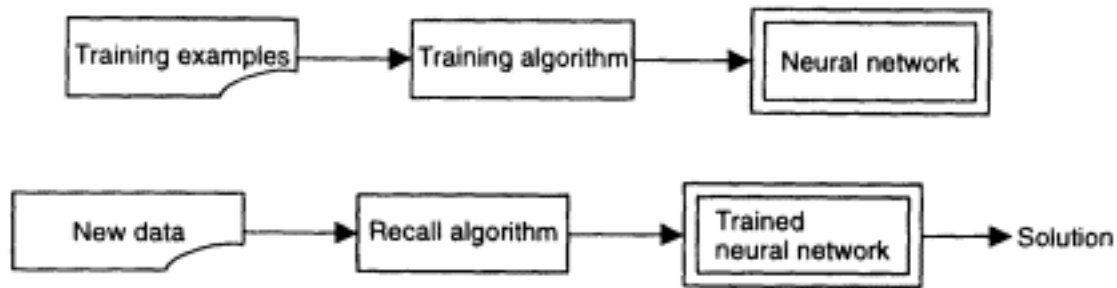 Training examples
Training algorithm
Neural network
New data
Recall algorithm
Trained
neural network
Solution